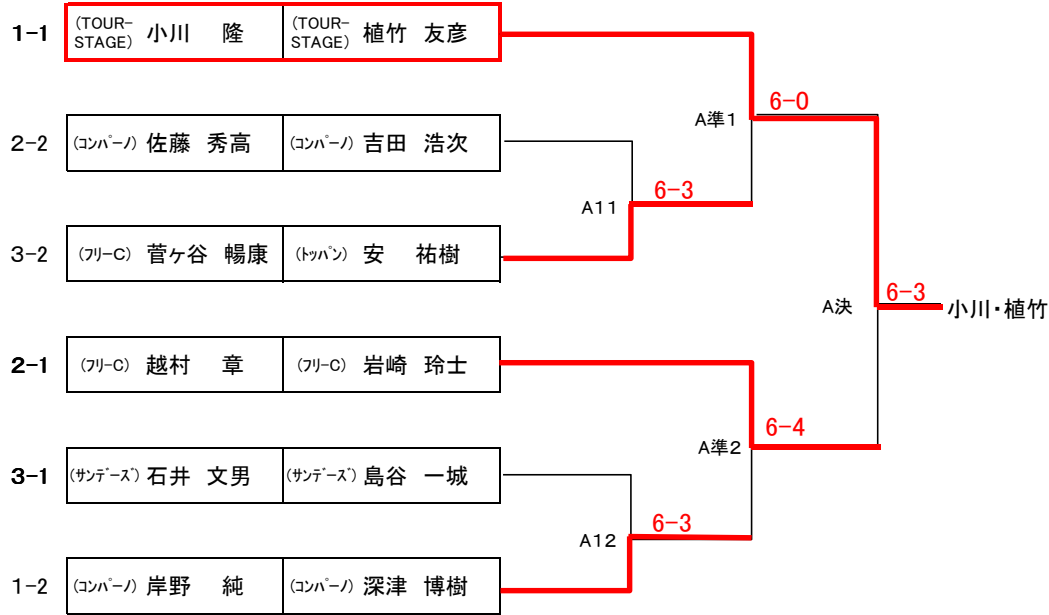 1-1 (TOUR-STAGE) 小川 隆 (TOUR-STAGE) 植竹 友彦
6-0
A準1
2-2 (コンパーノ) 佐藤 秀高 (コンパーノ) 吉田 浩次
6-3
A11
3-2 (フリーC) 菅ヶ谷 暢康 (トッパン) 安 祐樹
6-3
A決 小川・植竹
2-1 (フリーC) 越村 章 (フリーC) 岩崎 玲士
6-4
A準2
3-1 (サンデーズ) 石井 文男 (サンデーズ) 島谷 一城
6-3
A12
1-2 (コンパーノ) 岸野 純 (コンパーノ) 深津 博樹